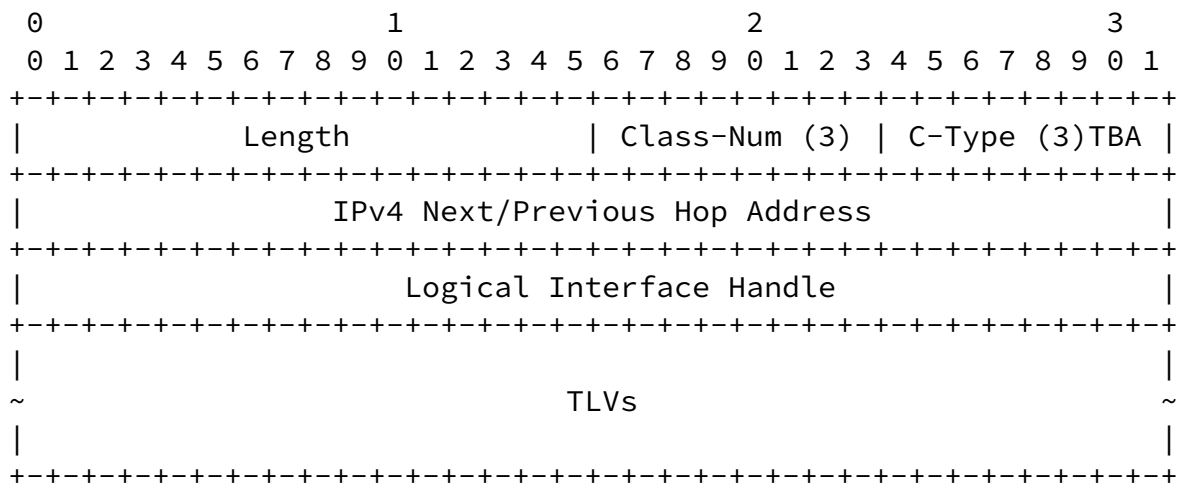 0                   1                   2                   3
 0 1 2 3 4 5 6 7 8 9 0 1 2 3 4 5 6 7 8 9 0 1 2 3 4 5 6 7 8 9 0 1
+-+-+-+-+-+-+-+-+-+-+-+-+-+-+-+-+-+-+-+-+-+-+-+-+-+-+-+-+-+-+-+-+
|            Length             | Class-Num (3) | C-Type (3)TBA |
+-+-+-+-+-+-+-+-+-+-+-+-+-+-+-+-+-+-+-+-+-+-+-+-+-+-+-+-+-+-+-+-+
|                 IPv4 Next/Previous Hop Address                |
+-+-+-+-+-+-+-+-+-+-+-+-+-+-+-+-+-+-+-+-+-+-+-+-+-+-+-+-+-+-+-+-+
|                     Logical Interface Handle                  |
+-+-+-+-+-+-+-+-+-+-+-+-+-+-+-+-+-+-+-+-+-+-+-+-+-+-+-+-+-+-+-+-+
|                                                               |
~                              TLVs                             ~
|                                                               |
+-+-+-+-+-+-+-+-+-+-+-+-+-+-+-+-+-+-+-+-+-+-+-+-+-+-+-+-+-+-+-+-+